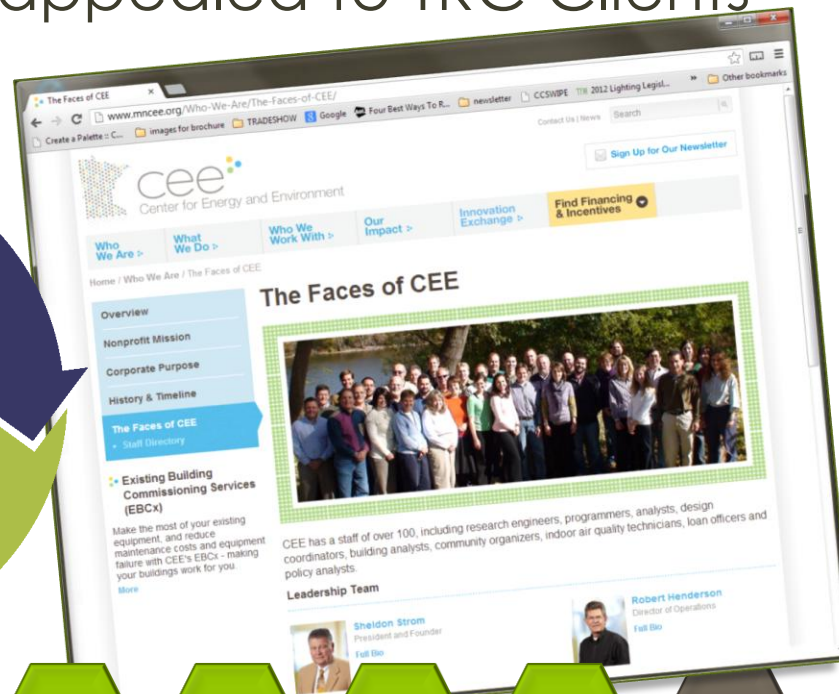 appealed to TRC Clients
The Faces of CEE
www.mncee.org/Who-We-Are/The-Faces-of-CEE/
Create a Palette :: C... images for brochure TRADESHOW Google Four Best Ways To R... newsletter CCSWIPE 2012 Lighting Legisl... » Other bookmarks
Contact Us | News Search
cee
Center for Energy and Environment
Sign Up for Our Newsletter
Who We Are > What We Do > Who We Work With > Our Impact > Innovation Exchange > Find Financing & Incentives
Home / Who We Are / The Faces of CEE
Overview
Nonprofit Mission
Corporate Purpose
History & Timeline
The Faces of CEE
• Staff Directory
Existing Building
Commissioning Services
(EBCx)
Make the most of your existing
equipment, and reduce
maintenance costs and equipment
failure with CEE's EBCx - making
your buildings work for you.
More
The Faces of CEE
CEE has a staff of over 100, including research engineers, programmers, analysts, design
coordinators, building analysts, community organizers, indoor air quality technicians, loan officers and
policy analysts.
Leadership Team
Sheldon Strom
President and Founder
Full Bio
Robert Henderson
Director of Operations
Full Bio